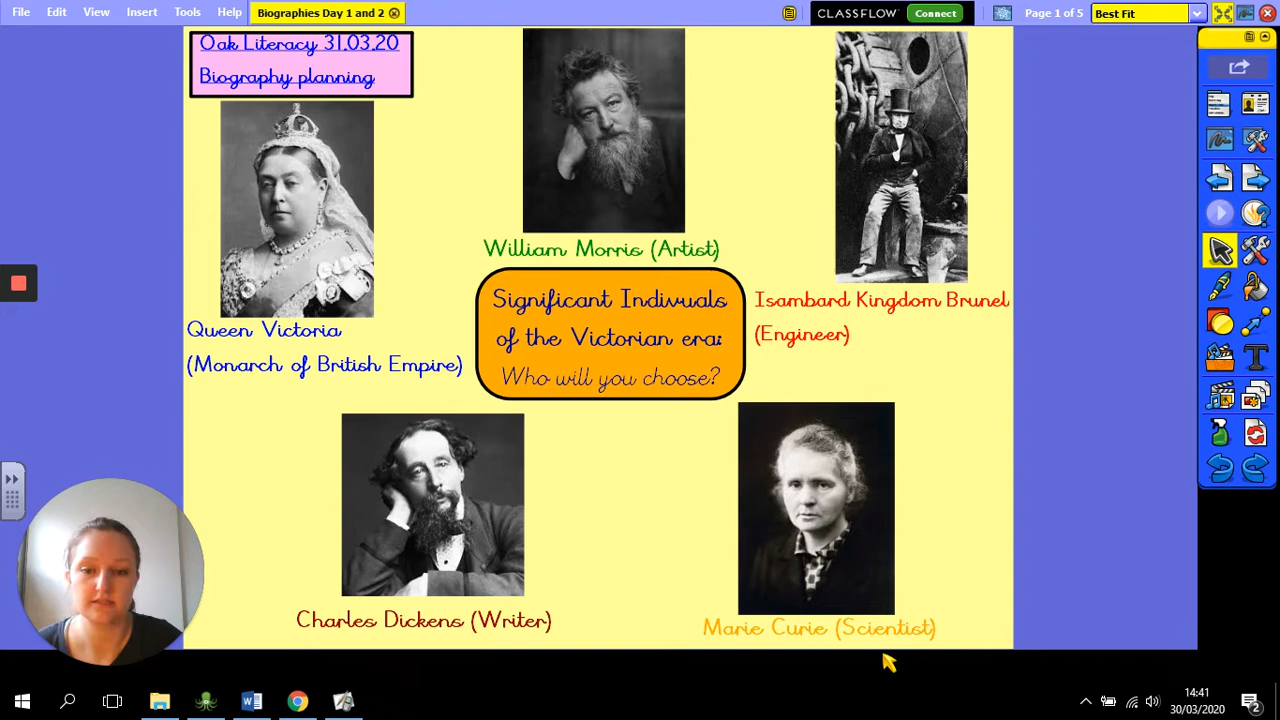 File Edit View Insert Tools Help
Biographies Day 1 and 2
CLASSFLOW Connect
Page 1 of 5
Best Fit
Oak Literacy 31.03.20
Biography planning
William Morris (Artist)
Significant Indivuals
of the Victorian era:
Who will you choose?
Isambard Kingdom Brunel
(Engineer)
Queen Victoria
(Monarch of British Empire)
Charles Dickens (Writer)
Marie Curie (Scientist)
14:41
30/03/2020
2